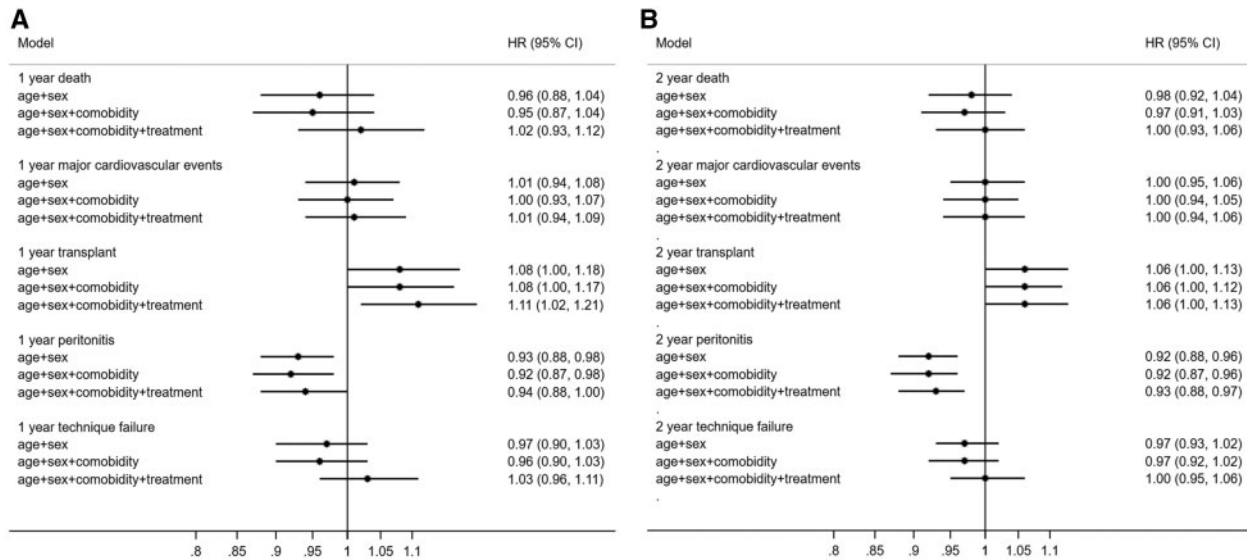 A
Model HR (95% CI)
1 year death
age+sex 0.96 (0.88, 1.04)
age+sex+comobidity 0.95 (0.87, 1.04)
age+sex+comobidity+treatment 1.02 (0.93, 1.12)
1 year major cardiovascular events
age+sex 1.01 (0.94, 1.08)
age+sex+comobidity 1.00 (0.93, 1.07)
age+sex+comobidity+treatment 1.01 (0.94, 1.09)
1 year transplant
age+sex 1.08 (1.00, 1.18)
age+sex+comobidity 1.08 (1.00, 1.17)
age+sex+comobidity+treatment 1.11 (1.02, 1.21)
1 year peritonitis
age+sex 0.93 (0.88, 0.98)
age+sex+comobidity 0.92 (0.87, 0.98)
age+sex+comobidity+treatment 0.94 (0.88, 1.00)
1 year technique failure
age+sex 0.97 (0.90, 1.03)
age+sex+comobidity 0.96 (0.90, 1.03)
age+sex+comobidity+treatment 1.03 (0.96, 1.11)
.8 .85 .9 .95 1 1.05 1.1
B
Model HR (95% CI)
2 year death
age+sex 0.98 (0.92, 1.04)
age+sex+comobidity 0.97 (0.91, 1.03)
age+sex+comobidity+treatment 1.00 (0.93, 1.06)
.
2 year major cardiovascular events
age+sex 1.00 (0.95, 1.06)
age+sex+comobidity 1.00 (0.94, 1.05)
age+sex+comobidity+treatment 1.00 (0.94, 1.06)
.
2 year transplant
age+sex 1.06 (1.00, 1.13)
age+sex+comobidity 1.06 (1.00, 1.12)
age+sex+comobidity+treatment 1.06 (1.00, 1.13)
.
2 year peritonitis
age+sex 0.92 (0.88, 0.96)
age+sex+comobidity 0.92 (0.87, 0.96)
age+sex+comobidity+treatment 0.93 (0.88, 0.97)
.
2 year technique failure
age+sex 0.97 (0.93, 1.02)
age+sex+comobidity 0.97 (0.92, 1.02)
age+sex+comobidity+treatment 1.00 (0.95, 1.06)
.
.8 .85 .9 .95 1 1.05 1.1